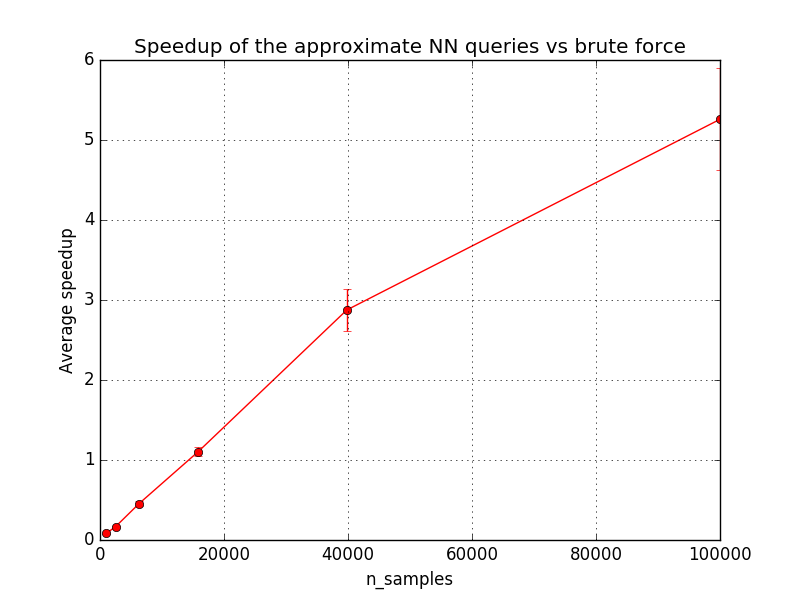 Speedup of the approximate NN queries vs brute force
6
5
4
3
2
1
0
Average speedup
0 20000 40000 60000 80000 100000
n_samples